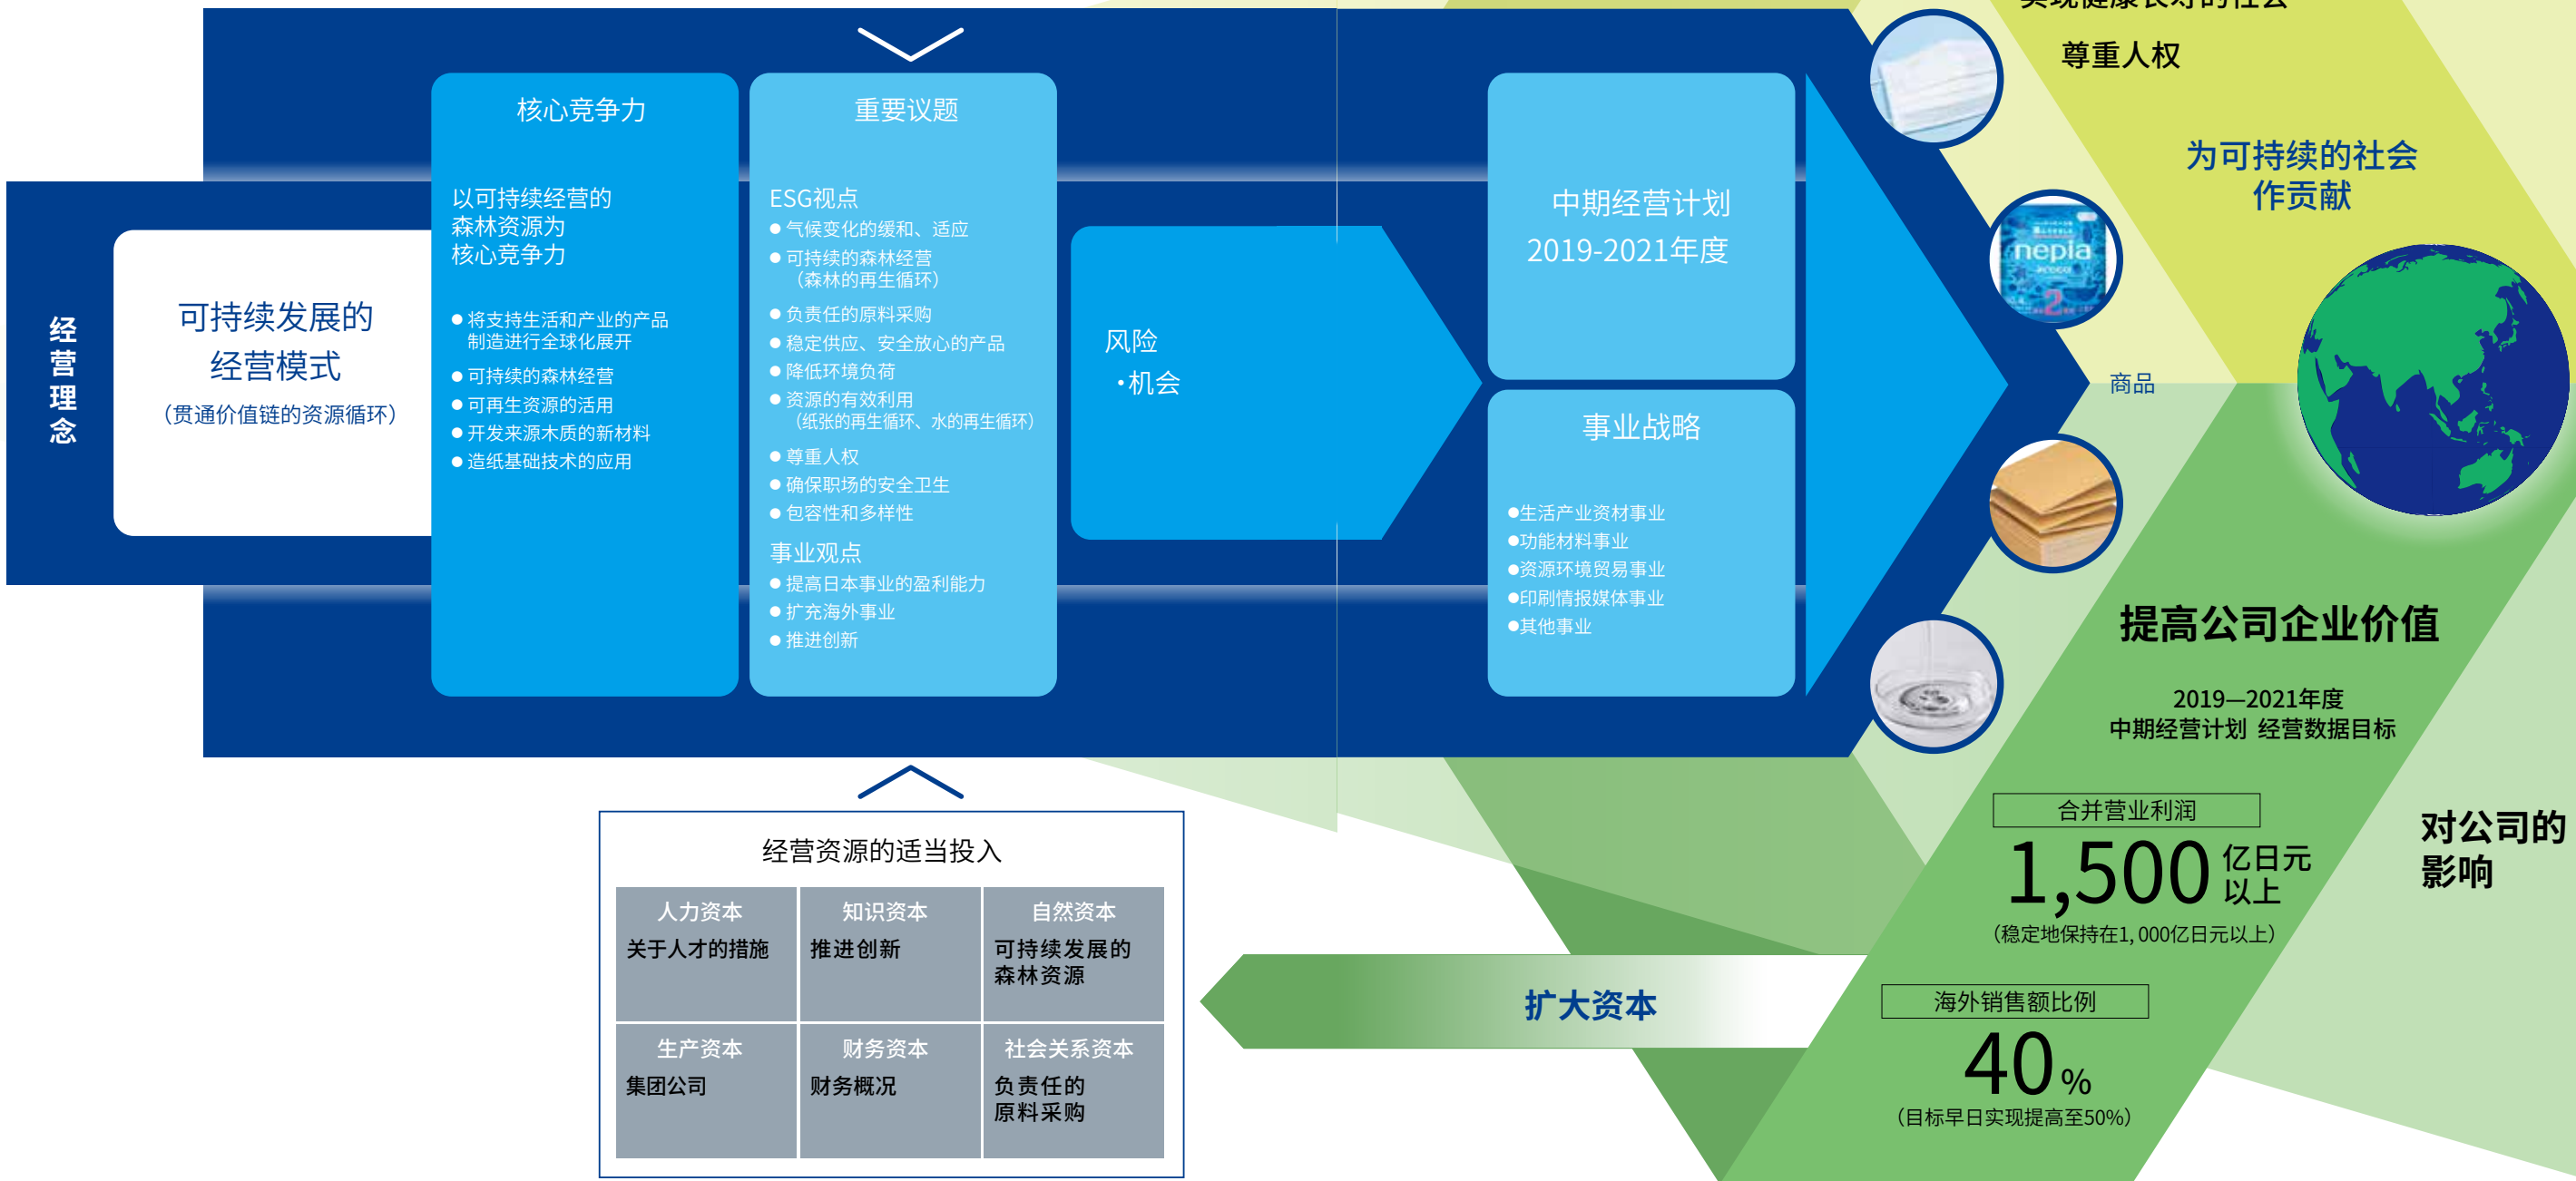 经营理念
可持续发展的
经营模式
（贯通价值链的资源循环）
核心竞争力
以可持续经营的
森林资源为
核心竞争力
●将支持生活和产业的产品
制造进行全球化展开
●可持续的森林经营
●可再生资源的活用
●开发来源木质的新材料
●造纸基础技术的应用
重要议题
ESG视点
●气候变化的缓和、适应
●可持续的森林经营
（森林的再生循环）
●负责任的原料采购
●稳定供应、安全放心的产品
●降低环境负荷
●资源的有效利用
（纸张的再生循环、水的再生循环）
●尊重人权
●确保职场的安全卫生
●包容性和多样性
事业观点
●提高日本事业的盈利能力
●扩充海外事业
●推进创新
风险
・机会
中期经营计划
2019-2021年度
事业战略
●生活产业资材事业
●功能材料事业
●资源环境贸易事业
●印刷情报媒体事业
●其他事业
nepia
2
商品
实现健康长寿的社会
尊重人权
为可持续的社会
作贡献
提高公司企业价值
2019—2021年度
中期经营计划 经营数据目标
合并营业利润
1,500 亿日元
以上
（稳定地保持在1,000亿日元以上）
海外销售额比例
40%
（目标早日实现提高至50%）
对公司的
影响
扩大资本
经营资源的适当投入
人力资本
关于人才的措施
知识资本
推进创新
自然资本
可持续发展的
森林资源
生产资本
集团公司
财务资本
财务概况
社会关系资本
负责任的
原料采购